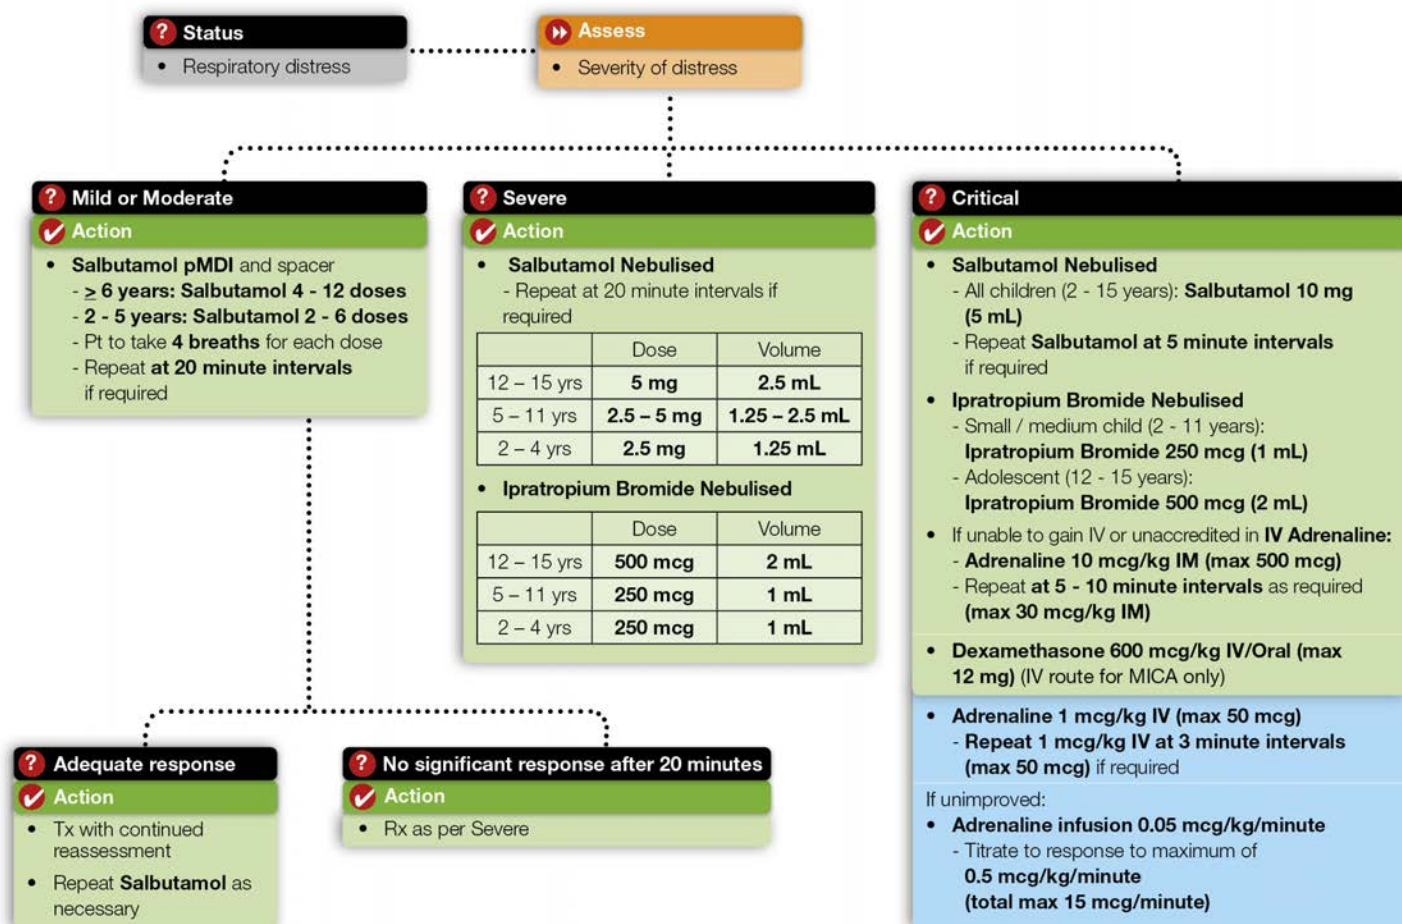 Status
• Respiratory distress
Assess
• Severity of distress
? Mild or Moderate
Action
• Salbutamol pMDI and spacer
- ≥ 6 years: Salbutamol 4 - 12 doses
- 2 - 5 years: Salbutamol 2 - 6 doses
- Pt to take 4 breaths for each dose
- Repeat at 20 minute intervals
if required
? Severe
Action
• Salbutamol Nebulised
- Repeat at 20 minute intervals if
required
Dose Volume
12 – 15 yrs 5 mg 2.5 mL
5 – 11 yrs 2.5 – 5 mg 1.25 – 2.5 mL
2 – 4 yrs 2.5 mg 1.25 mL
• Ipratropium Bromide Nebulised
Dose Volume
12 – 15 yrs 500 mcg 2 mL
5 – 11 yrs 250 mcg 1 mL
2 – 4 yrs 250 mcg 1 mL
? Critical
Action
• Salbutamol Nebulised
- All children (2 - 15 years): Salbutamol 10 mg
(5 mL)
- Repeat Salbutamol at 5 minute intervals
if required
• Ipratropium Bromide Nebulised
- Small / medium child (2 - 11 years):
Ipratropium Bromide 250 mcg (1 mL)
- Adolescent (12 - 15 years):
Ipratropium Bromide 500 mcg (2 mL)
• If unable to gain IV or unaccredited in IV Adrenaline:
- Adrenaline 10 mcg/kg IM (max 500 mcg)
- Repeat at 5 - 10 minute intervals as required
(max 30 mcg/kg IM)
• Dexamethasone 600 mcg/kg IV/Oral (max
12 mg) (IV route for MICA only)
• Adrenaline 1 mcg/kg IV (max 50 mcg)
- Repeat 1 mcg/kg IV at 3 minute intervals
(max 50 mcg) if required
If unimproved:
• Adrenaline infusion 0.05 mcg/kg/minute
- Titrate to response to maximum of
0.5 mcg/kg/minute
(total max 15 mcg/minute)
? Adequate response
Action
• Tx with continued
reassessment
• Repeat Salbutamol as
necessary
? No significant response after 20 minutes
Action
• Rx as per Severe